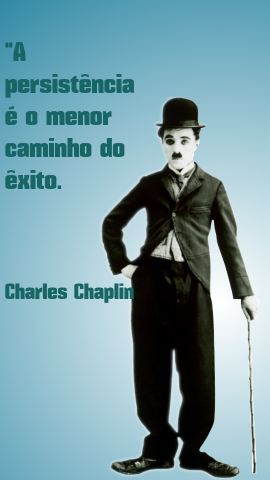 "A
persistência
é o menor
caminho do
êxito.
Charles Chaplin